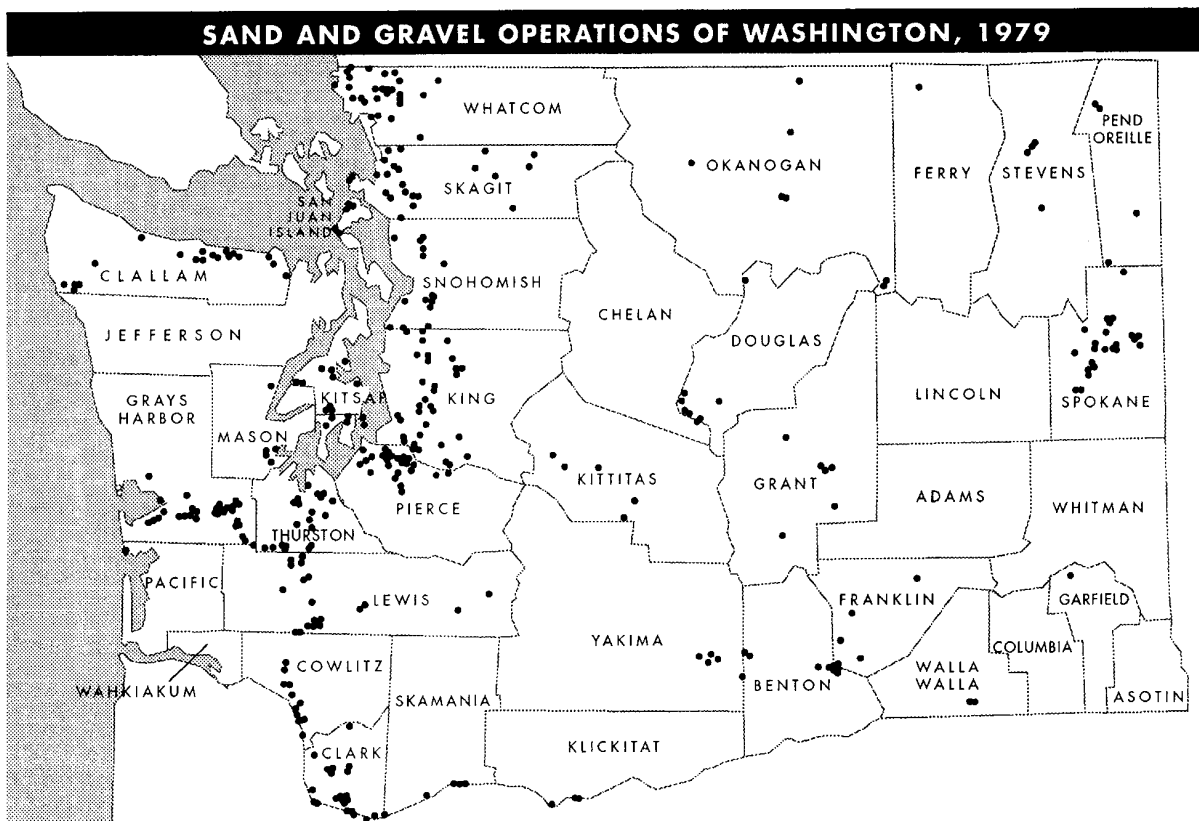 SAND AND GRAVEL OPERATIONS OF WASHINGTON, 1979
WHATCOM
SKAGIT
SAN
JUAN
ISLAND
OKANOGAN
FERRY
STEVENS
PEND
OREILLE
CLALLAM
SNOHOMISH
JEFFERSON
CHELAN
DOUGLAS
GRAYS
HARBOR
KITSAP
KING
LINCOLN
SPOKANE
MASON
KITTITAS
GRANT
ADAMS
WHITMAN
THURSTON
PIERCE
PACIFIC
LEWIS
FRANKLIN
GARFIELD
YAKIMA
COLUMBIA
COWLITZ
WAHKIAKUM
SKAMANIA
BENTON
WALLA
WALLA
ASOTIN
CLARK
KLICKITAT